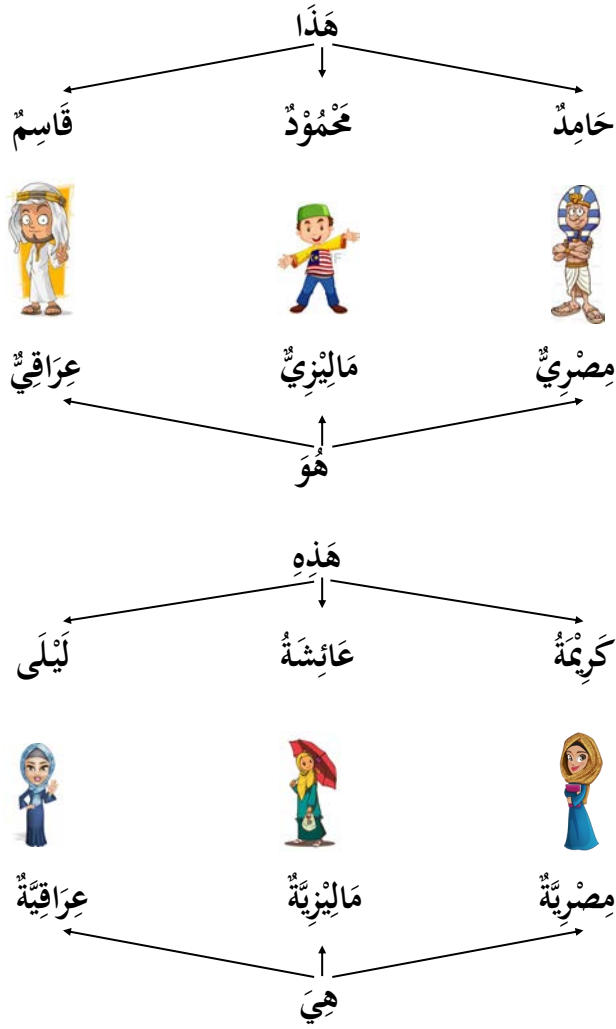 هَذَا
حَامِدٌ مَحْمُوْدٌ قَاسِمٌ
مِصْرِيٌّ مَالِيْزِيٌّ عِرَاقِيٌّ
هُوَ
هَذِهِ
كَرِيْمَةُ عَائِشَةُ لَيْلَى
مِصْرِيَّةٌ مَالِيْزِيَّةٌ عِرَاقِيَّةٌ
هِيَ